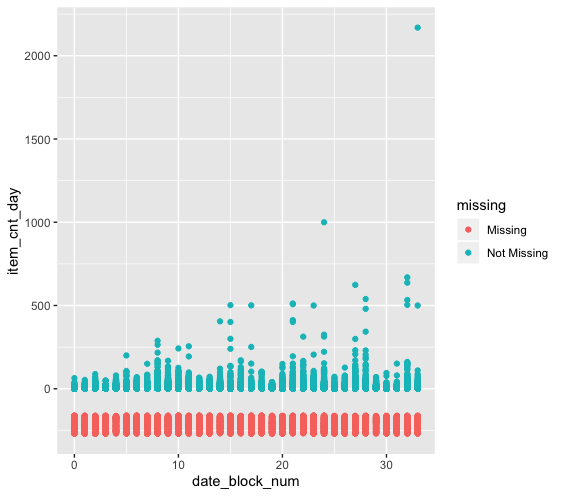 2000
1500
1000
500
0
item_cnt_day
0 10 20 30
date_block_num
missing
Missing
Not Missing